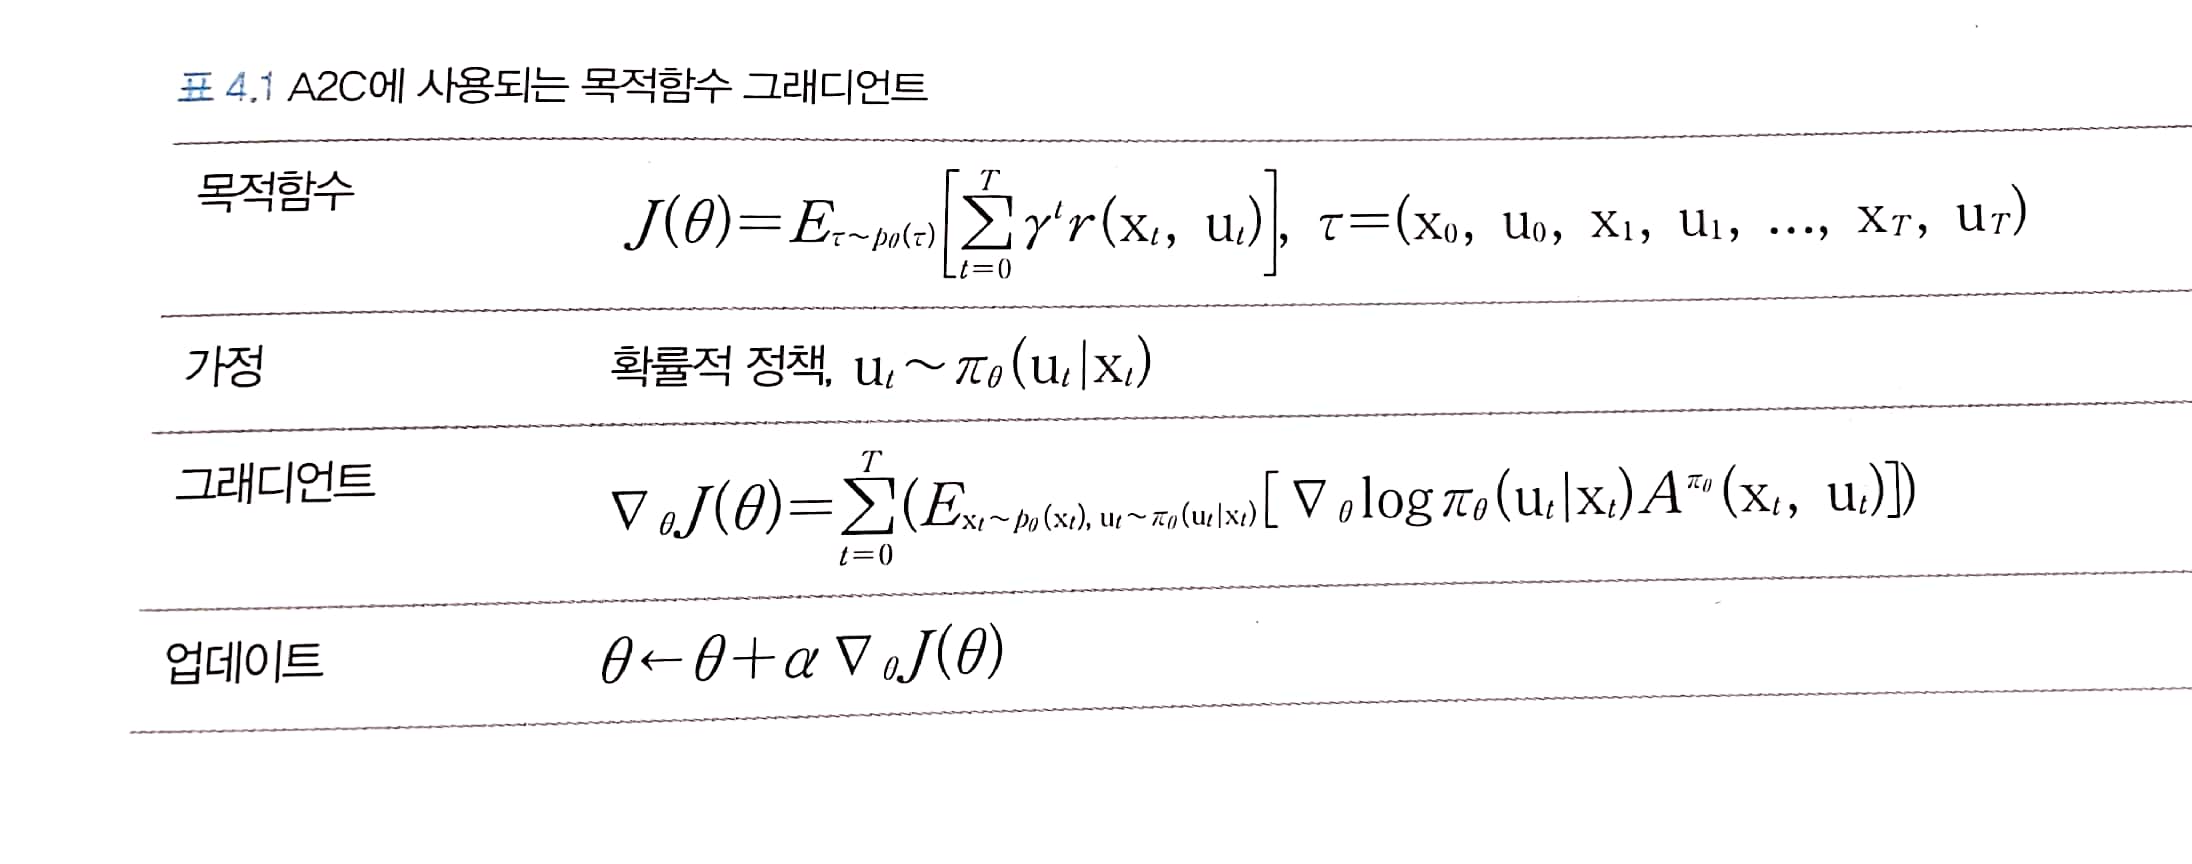 표 4.1 A2C에 사용되는 목적함수 그래디언트
목적함수 $J(\theta)=E_{\tau\sim p_\theta(\tau)}\left[\sum_{t=0}^{T}\gamma^t r(\mathrm{x}_t, \mathrm{u}_t)\right], \tau=(\mathrm{x}_0, \mathrm{u}_0, \mathrm{x}_1, \mathrm{u}_1, \ldots, \mathrm{x}_T, \mathrm{u}_T)$
가정 확률적 정책, $\mathrm{u}_t\sim\pi_\theta(\mathrm{u}_t|\mathrm{x}_t)$
그래디언트 $\nabla_\theta J(\theta)=\sum_{t=0}^{T}(E_{\mathrm{x}_t\sim p_\theta(\mathrm{x}_t), \mathrm{u}_t\sim\pi_\theta(\mathrm{u}_t|\mathrm{x}_t)}[\nabla_\theta\log\pi_\theta(\mathrm{u}_t|\mathrm{x}_t)A^{\pi_\theta}(\mathrm{x}_t, \mathrm{u}_t)])$
업데이트 $\theta\leftarrow\theta+\alpha\nabla_\theta J(\theta)$